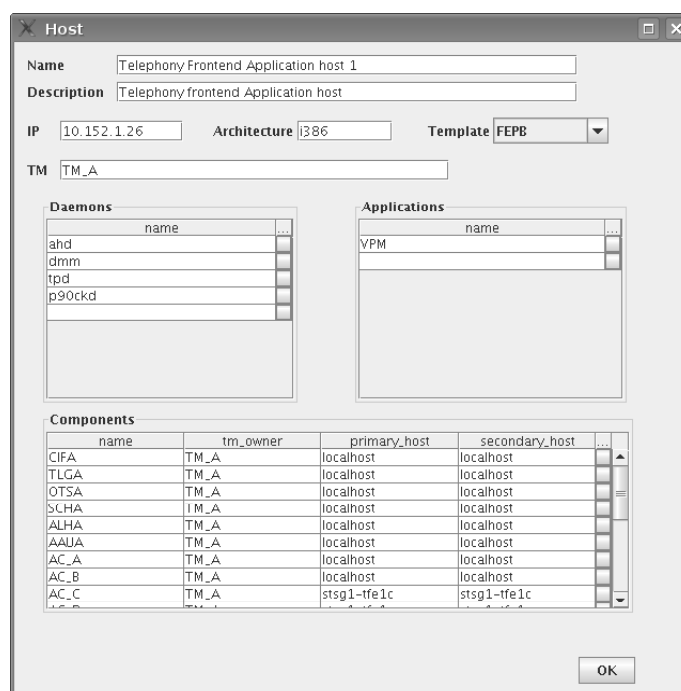 Host
Name Telephony Frontend Application host 1
Description Telephony frontend Application host
IP 10.152.1.26 Architecture i386 Template FEPB
TM TM_A
Daemons Applications
name ... name ...
ahd VPM
dmm
tpd
p90ckd
Components
name tm_owner primary_host secondary_host ...
CIFA TM_A localhost localhost
TLGA TM_A localhost localhost
OTSA TM_A localhost localhost
SCHA TM_A localhost localhost
ALHA TM_A localhost localhost
AAUA TM_A localhost localhost
AC_A TM_A localhost localhost
AC_B TM_A localhost localhost
AC_C TM_A stsg1-tfe1c stsg1-tfe1c
OK